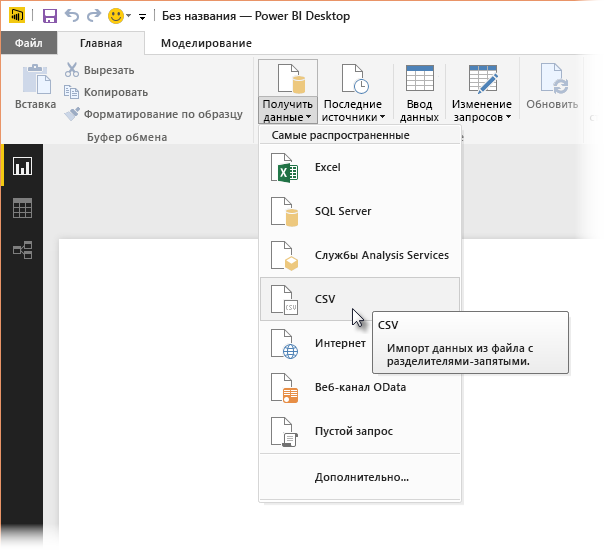 Без названия — Power BI Desktop
Файл
Главная
Моделирование
Вставка
Вырезать
Копировать
Форматирование по образцу
Буфер обмена
Получить данные
Последние источники
Ввод данных
Изменение запросов
Обновить
Самые распространенные
Excel
SQL Server
Службы Analysis Services
CSV
CSV
Импорт данных из файла с
разделителями-запятыми.
Интернет
Веб-канал OData
Пустой запрос
Дополнительно...